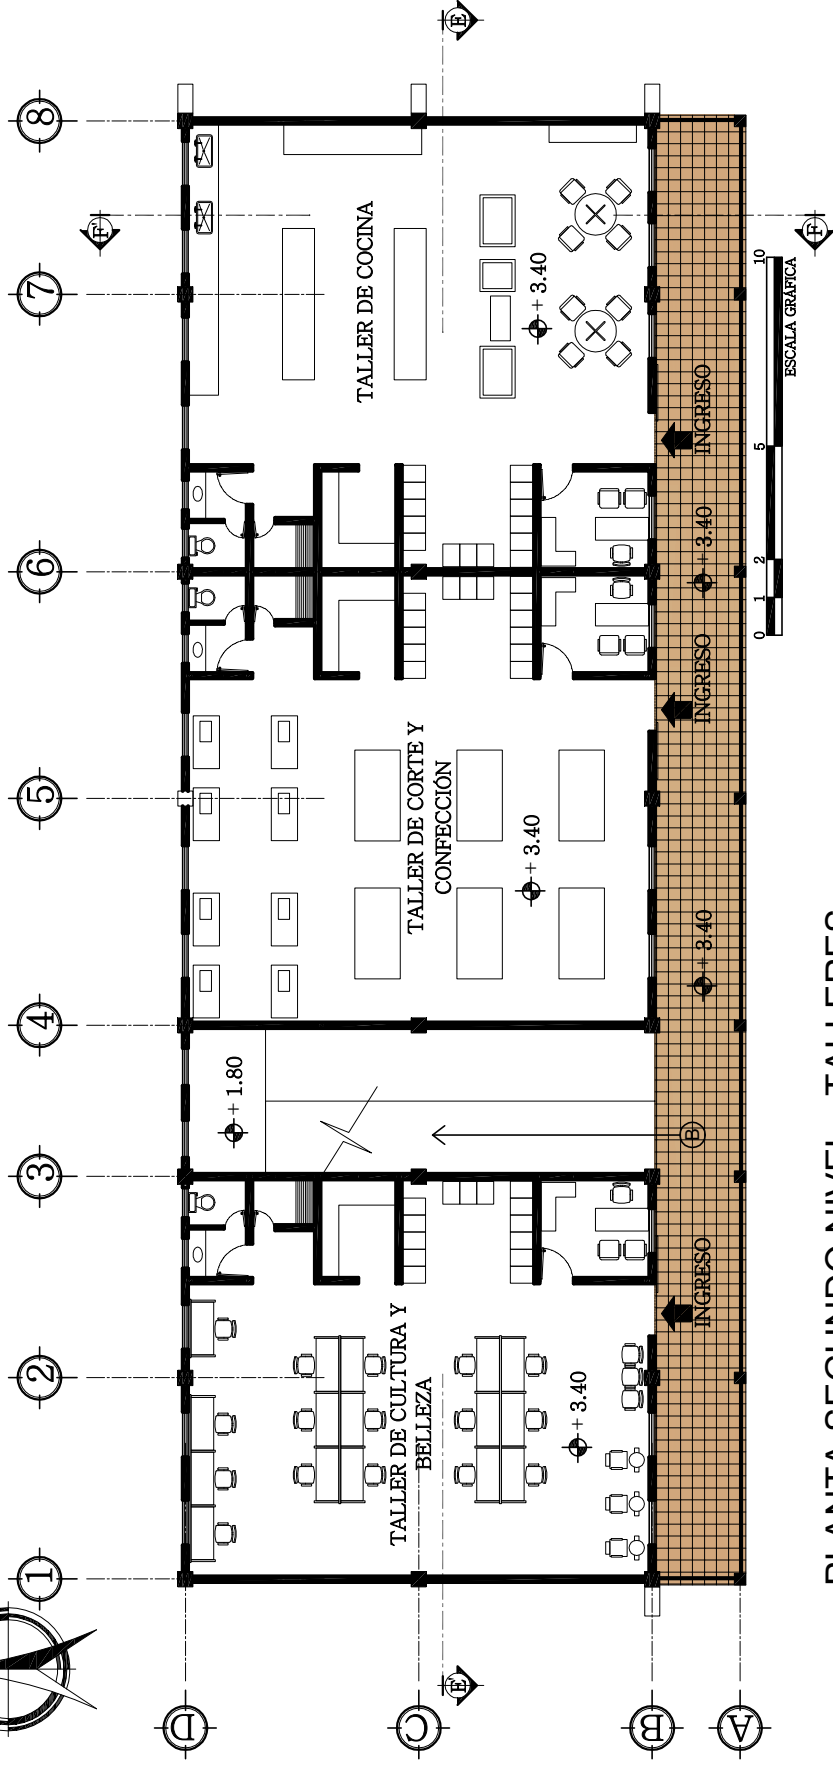 1 2 3 4 5 6 7 8
F'
D
+ 1.80
TALLER DE COCINA
TALLER DE CULTURA Y
BELLEZA
TALLER DE CORTE Y
CONFECCIÓN
C
E'
E
+ 3.40
+ 3.40
+ 3.40
B
B
INGRESO
+ 3.40
INGRESO
+ 3.40
INGRESO
A
0 1 2 5 10
ESCALA GRÁFICA
F
PLANTA SEGUNDO NIVEL TALLERES